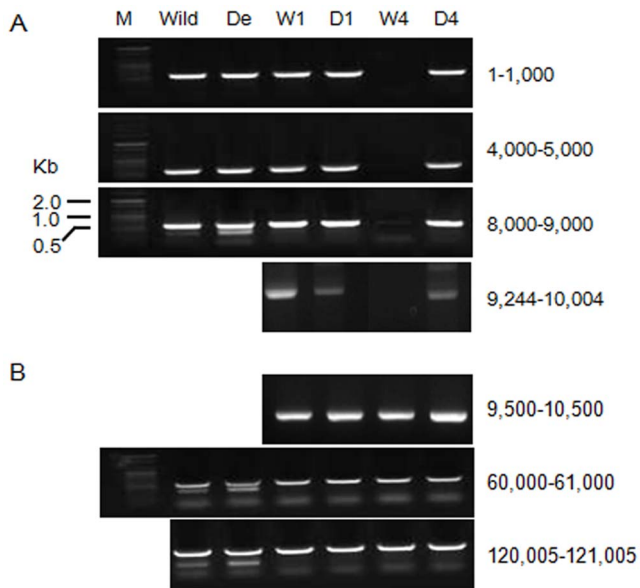 A
M Wild De W1 D1 W4 D4
1-1,000
4,000-5,000
Kb
2.0
1.0
0.5
8,000-9,000
9,244-10,004
B
9,500-10,500
60,000-61,000
120,005-121,005